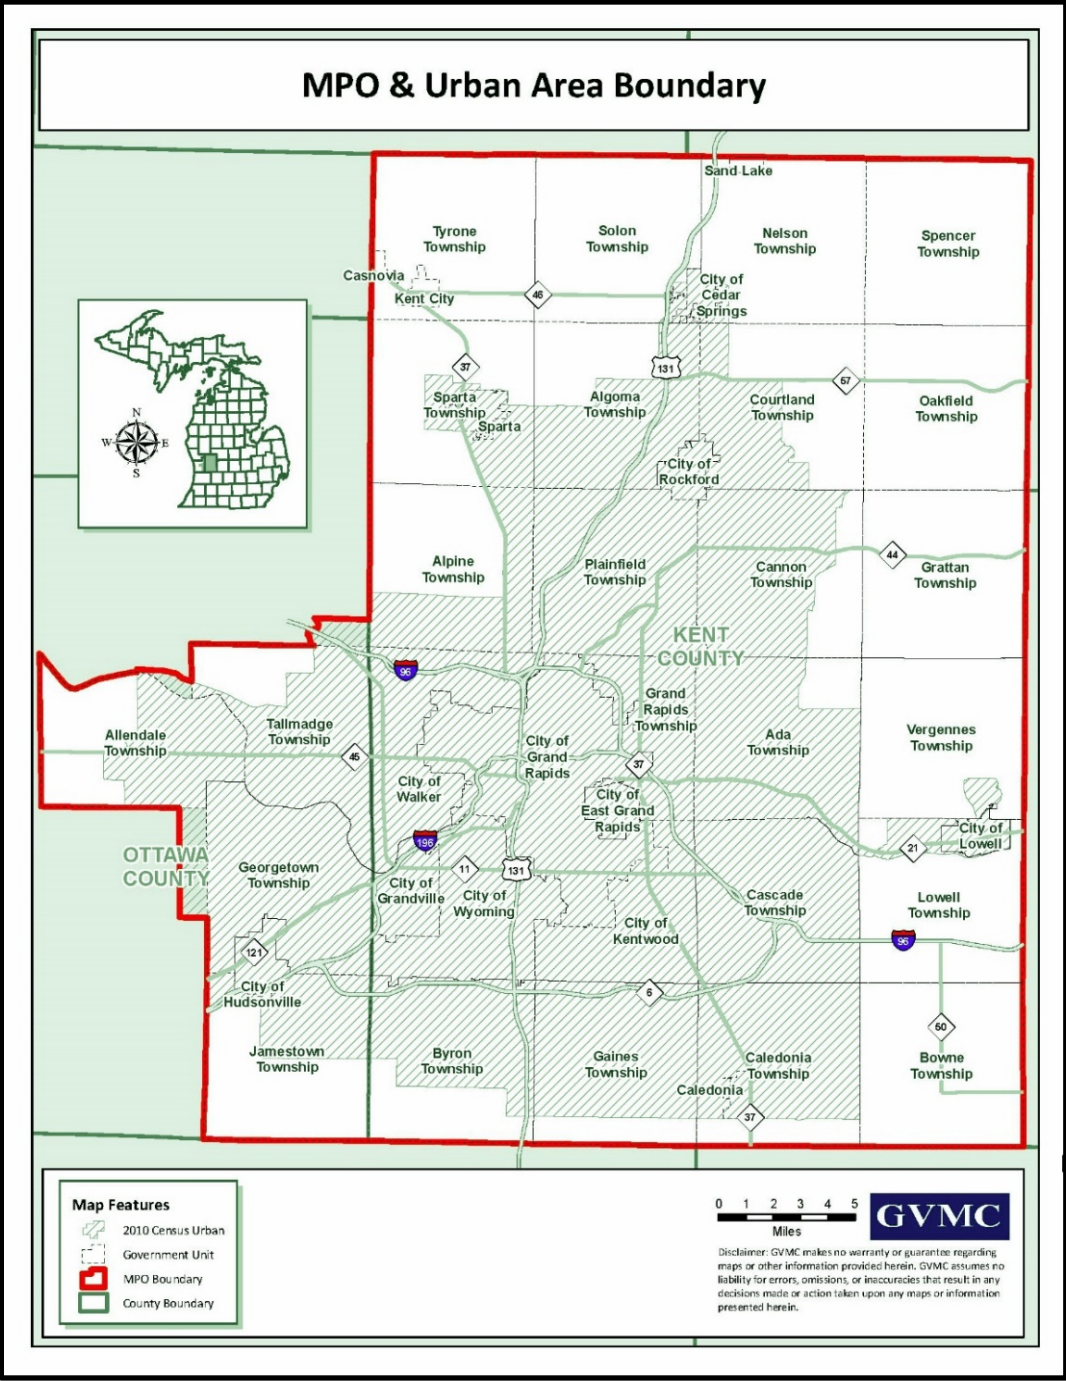 MPO & Urban Area Boundary
Sand Lake
Tyrone
Township
Solon
Township
Nelson
Township
Spencer
Township
Casnovia
Kent City
46
City of
Cedar
Springs
N
W
E
S
37
131
57
Sparta
Township
Sparta
Algoma
Township
Courtland
Township
Oakfield
Township
City of
Rockford
Alpine
Township
Plainfield
Township
Cannon
Township
44
Grattan
Township
KENT
COUNTY
96
Grand
Rapids
Township
Allendale
Township
Tallmadge
Township
45
City of
Grand
Rapids
37
Ada
Township
Vergennes
Township
City of
Walker
City of
East Grand
Rapids
196
21
City of
Lowell
OTTAWA
COUNTY
Georgetown
Township
11
131
City of
Grandville
City of
Wyoming
Cascade
Township
Lowell
Township
City of
Kentwood
96
121
City of
Hudsonville
6
50
Jamestown
Township
Byron
Township
Gaines
Township
Caledonia
Township
Bowne
Township
Caledonia
37
Map Features
2010 Census Urban
Government Unit
MPO Boundary
County Boundary
0 1 2 3 4 5
Miles
GVMC
Disclaimer: GVMC makes no warranty or guarantee regarding
maps or other information provided herein. GVMC assumes no
liability for errors, omissions, or inaccuracies that result in any
decisions made or action taken upon any maps or information
presented herein.